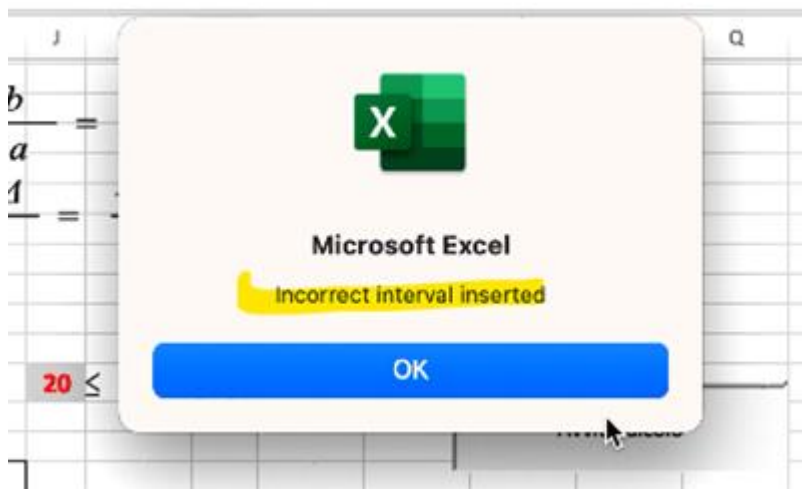 J Q
b
— =
a
=
X
Microsoft Excel
Incorrect interval inserted
OK
20 ≤